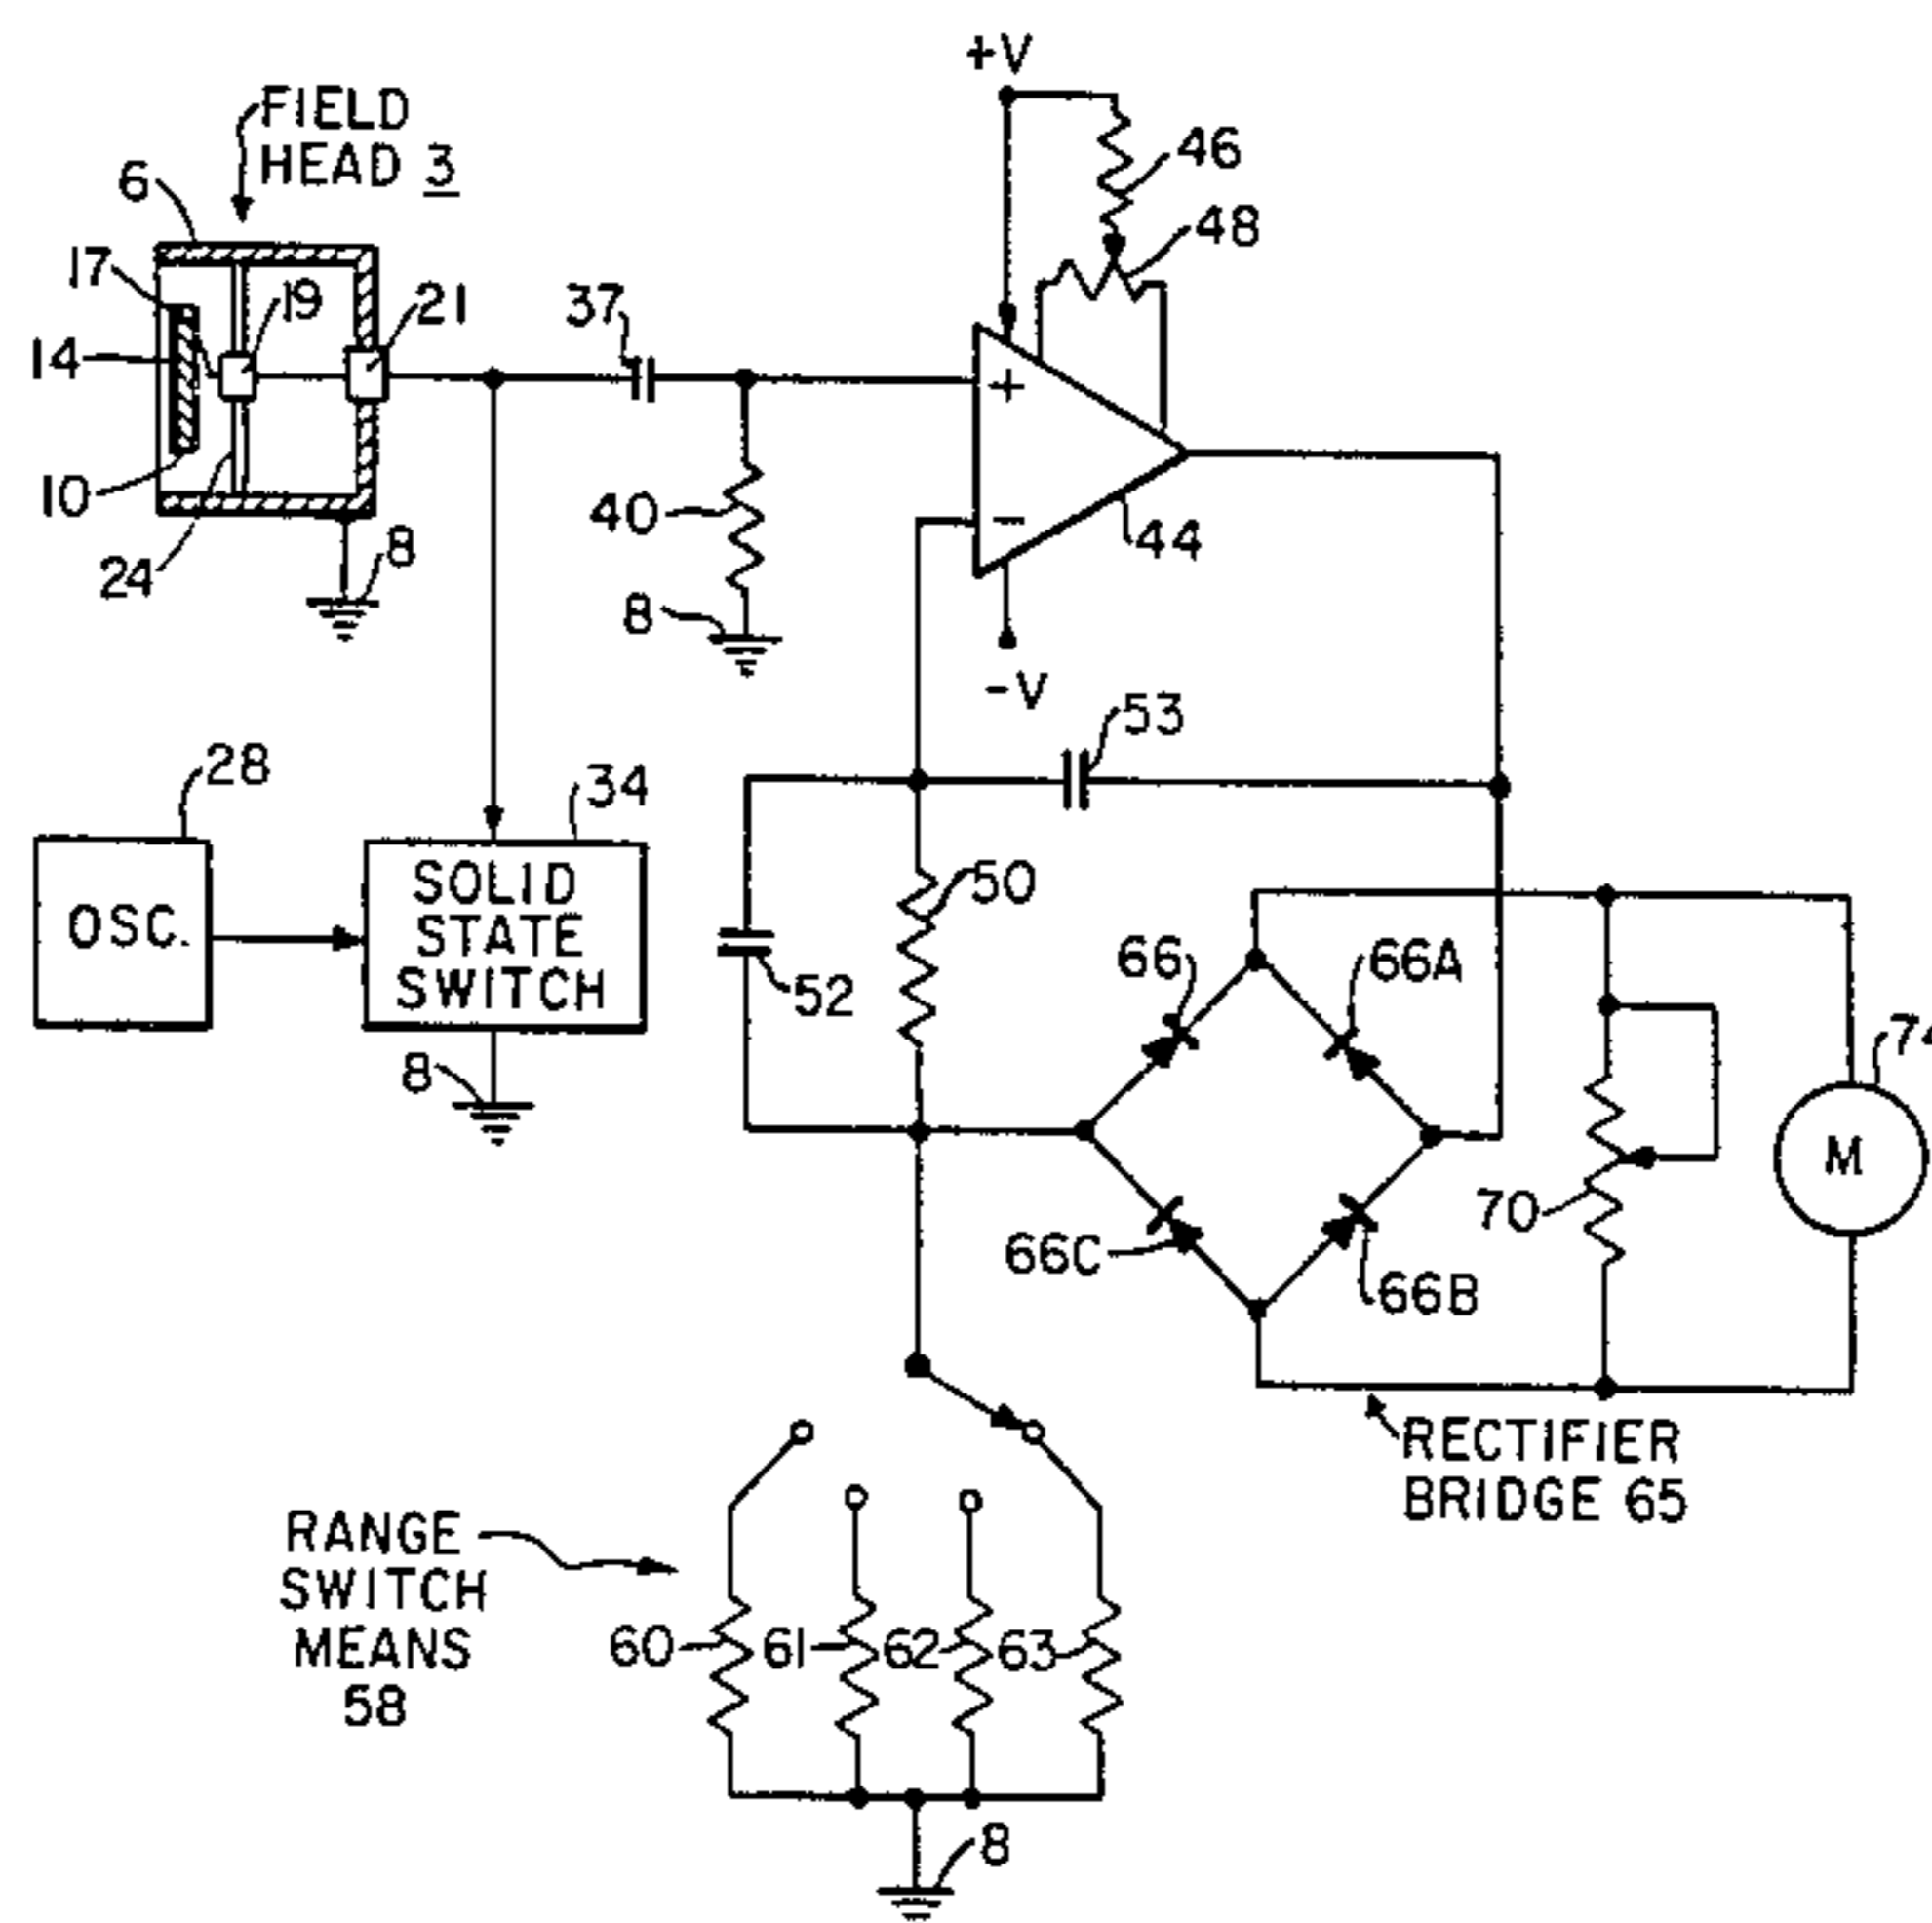 +V
FIELD
HEAD 3
6
46
48
17
19
21
37
14
+
10
40
−
44
24
8
8
-V
53
28
34
OSC.
SOLID
STATE
SWITCH
50
52
66
66A
74
8
M
70
66C
66B
RECTIFIER
BRIDGE 65
RANGE
SWITCH
MEANS
58
60
61
62
63
8